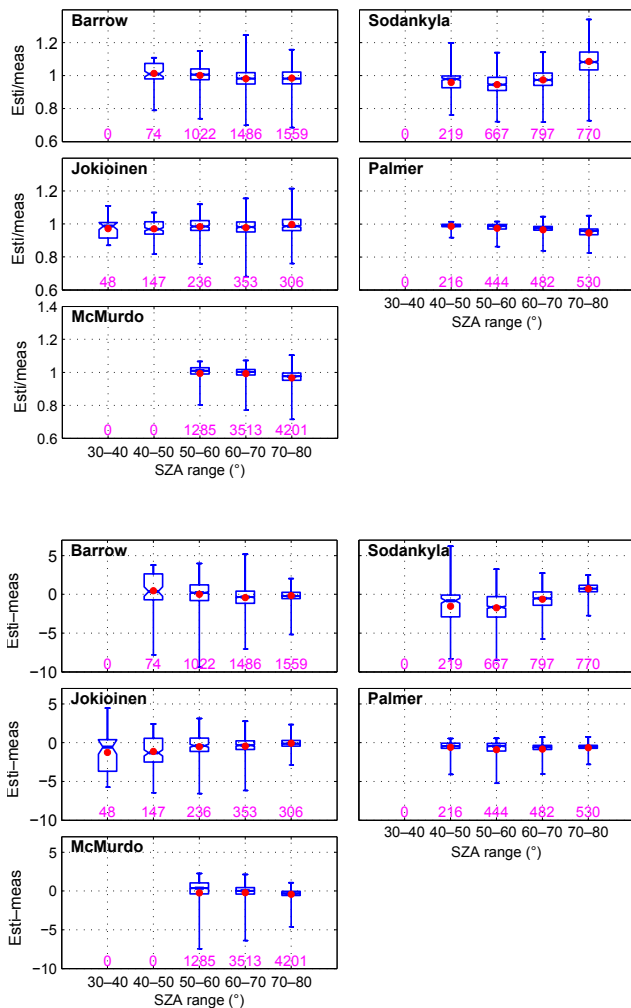 Barrow
Sodankyla
Esti/meas
1.2
1
0.8
0.6
0 74 1022 1486 1559
0 219 667 797 770
Jokioinen
Palmer
Esti/meas
1.2
1
0.8
0.6
48 147 236 353 306
0 216 444 482 530
McMurdo
30–40 40–50 50–60 60–70 70–80
SZA range (°)
Esti/meas
1.2
1
0.8
0.6
0 0 1285 3513 4201
30–40 40–50 50–60 60–70 70–80
SZA range (°)
Barrow
Sodankyla
Esti–meas
5
0
−5
−10
0 74 1022 1486 1559
0 219 667 797 770
Jokioinen
Palmer
Esti–meas
5
0
−5
−10
48 147 236 353 306
0 216 444 482 530
McMurdo
30–40 40–50 50–60 60–70 70–80
SZA range (°)
Esti–meas
5
0
−5
−10
0 0 1285 3513 4201
30–40 40–50 50–60 60–70 70–80
SZA range (°)